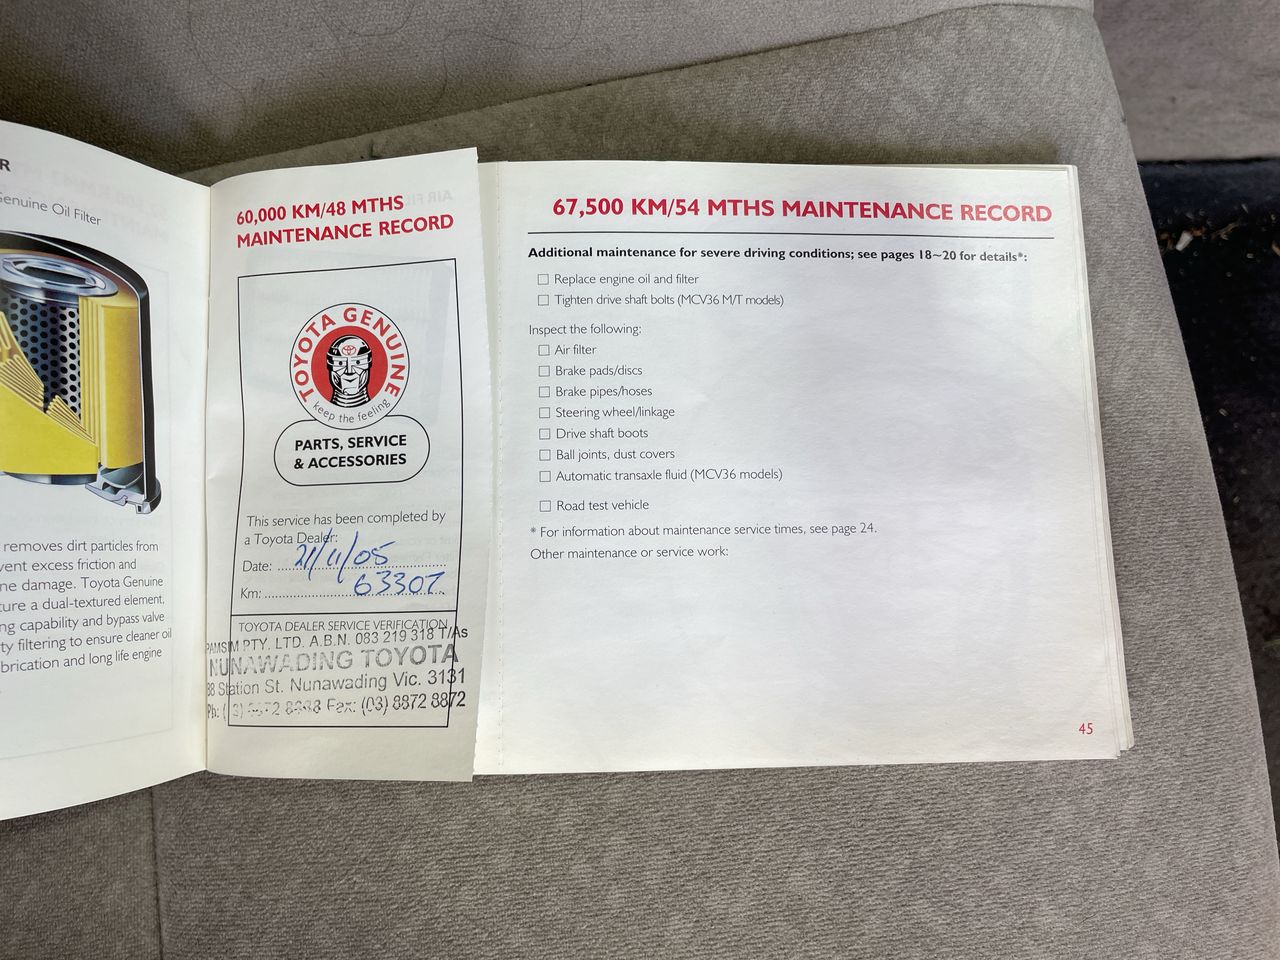 R
Genuine Oil Filter
removes dirt particles from
vent excess friction and
ne damage. Toyota Genuine
ture a dual-textured element,
ng capability and bypass valve
ty filtering to ensure cleaner oil
brication and long life engine
60,000 KM/48 MTHS
MAINTENANCE RECORD
TOYOTA GENUINE
keep the feeling
PARTS, SERVICE
& ACCESSORIES
This service has been completed by
a Toyota Dealer:
Date: 21/11/05
Km: 63307
TOYOTA DEALER SERVICE VERIFICATION
PAMSIM PTY. LTD. A.B.N. 083 219 318 T/As
NUNAWADING TOYOTA
Station St. Nunawading Vic. 3131
Ph: Fax: (03) 8872 8872
67,500 KM/54 MTHS MAINTENANCE RECORD
Additional maintenance for severe driving conditions; see pages 18~20 for details*:
Replace engine oil and filter
Tighten drive shaft bolts (MCV36 M/T models)
Inspect the following:
Air filter
Brake pads/discs
Brake pipes/hoses
Steering wheel/linkage
Drive shaft boots
Ball joints, dust covers
Automatic transaxle fluid (MCV36 models)
Road test vehicle
* For information about maintenance service times, see page 24.
Other maintenance or service work:
45